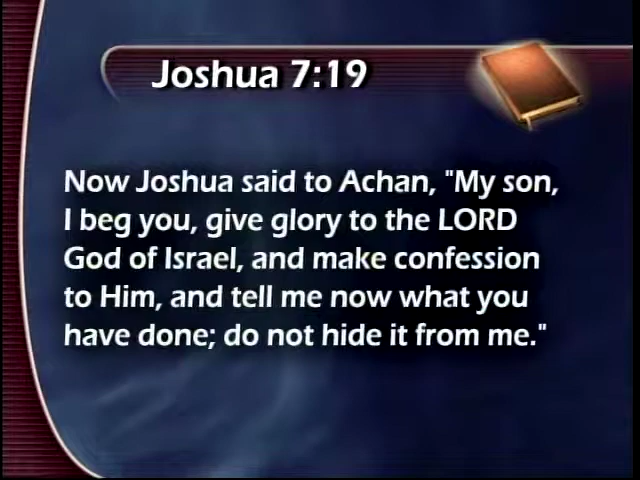 Joshua 7:19
Now Joshua said to Achan, "My son,
I beg you, give glory to the LORD
God of Israel, and make confession
to Him, and tell me now what you
have done; do not hide it from me."